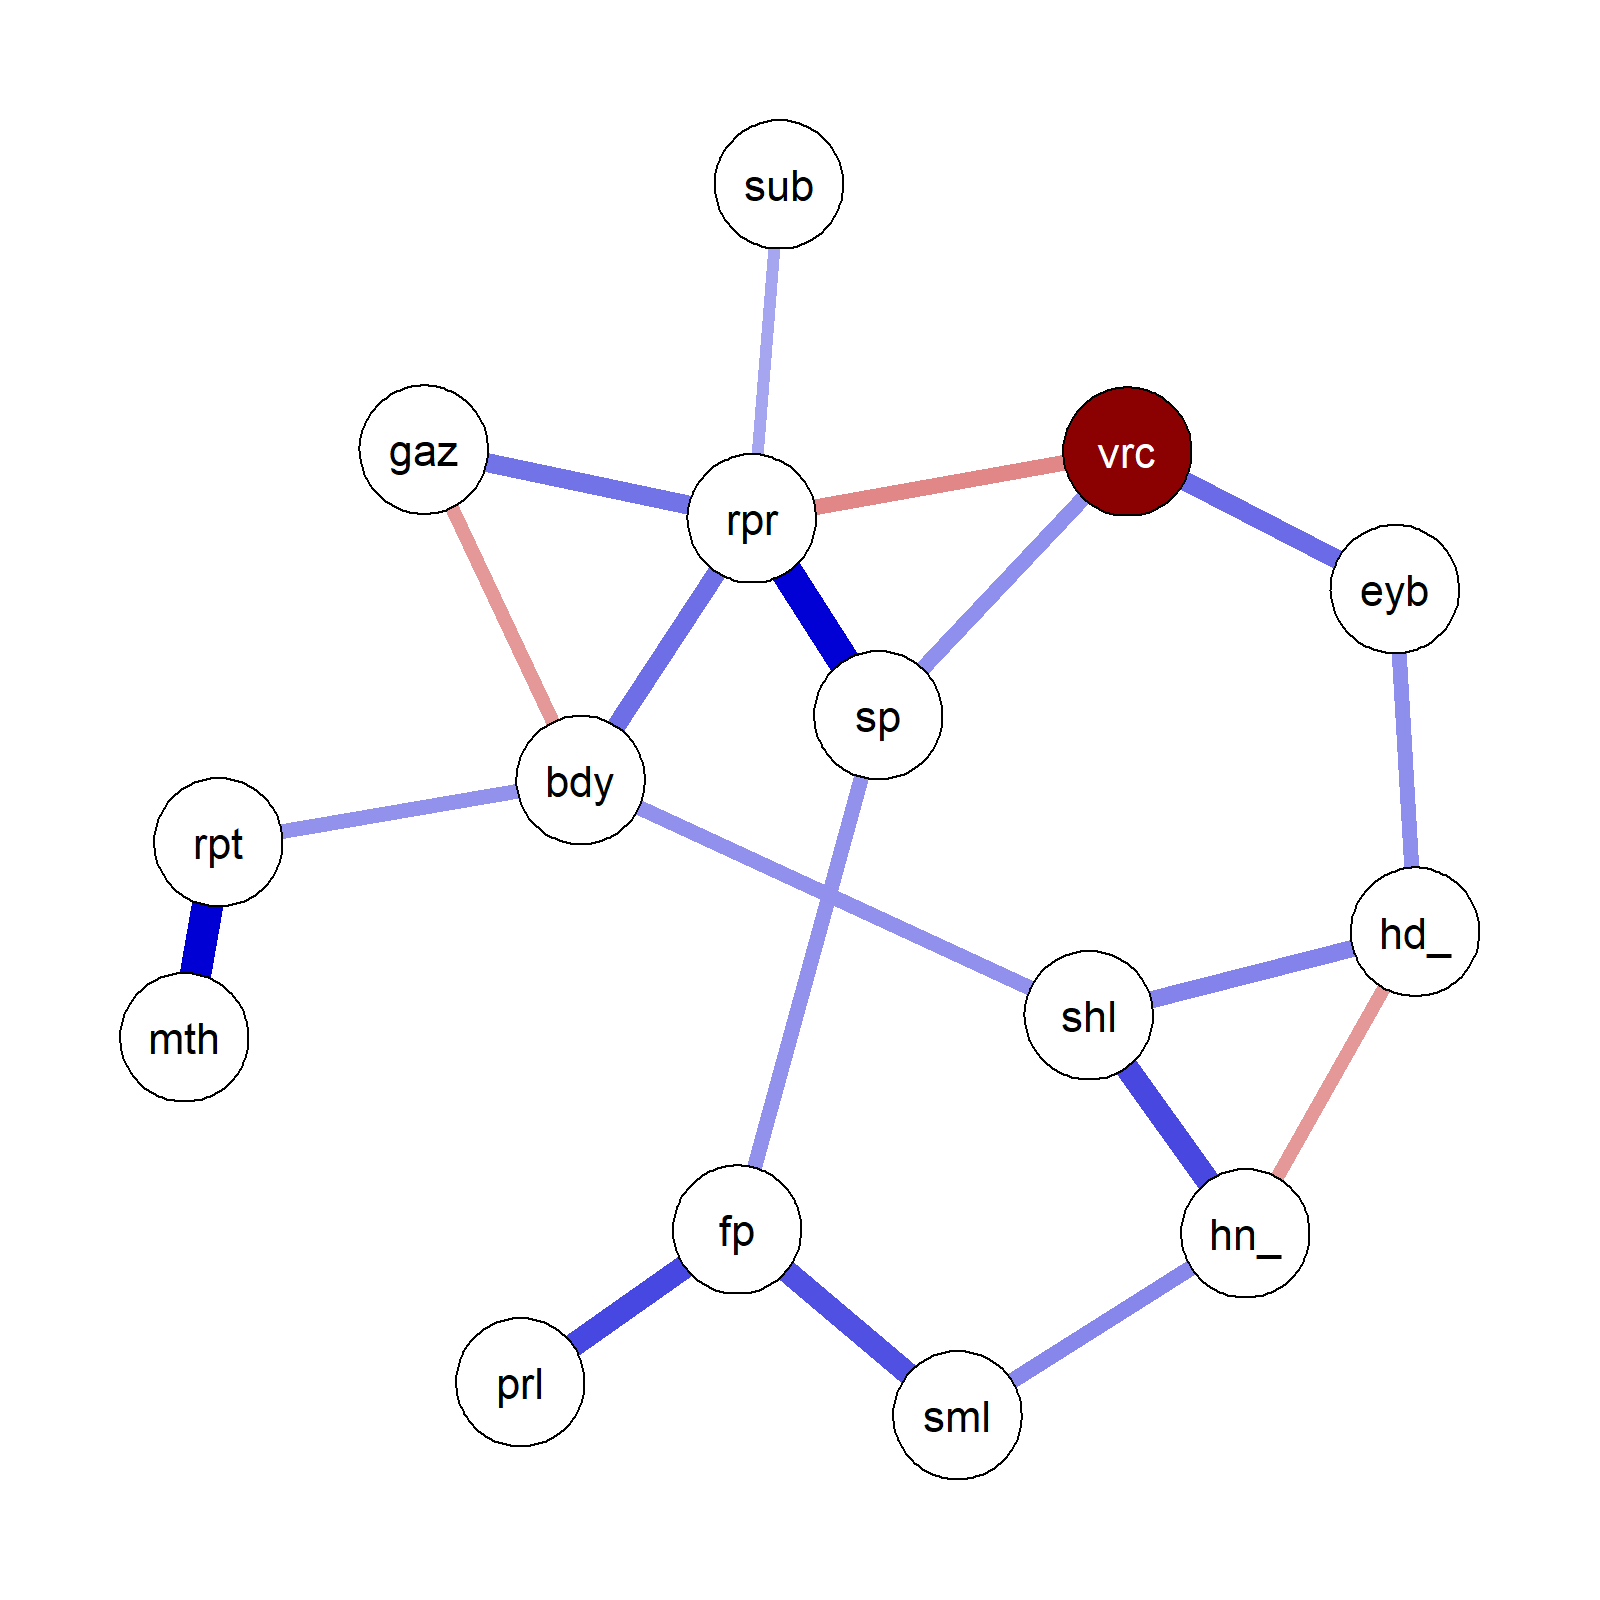 sub
gaz
vrc
rpr
eyb
sp
bdy
rpt
hd_
shl
mth
fp
hn_
prl
sml